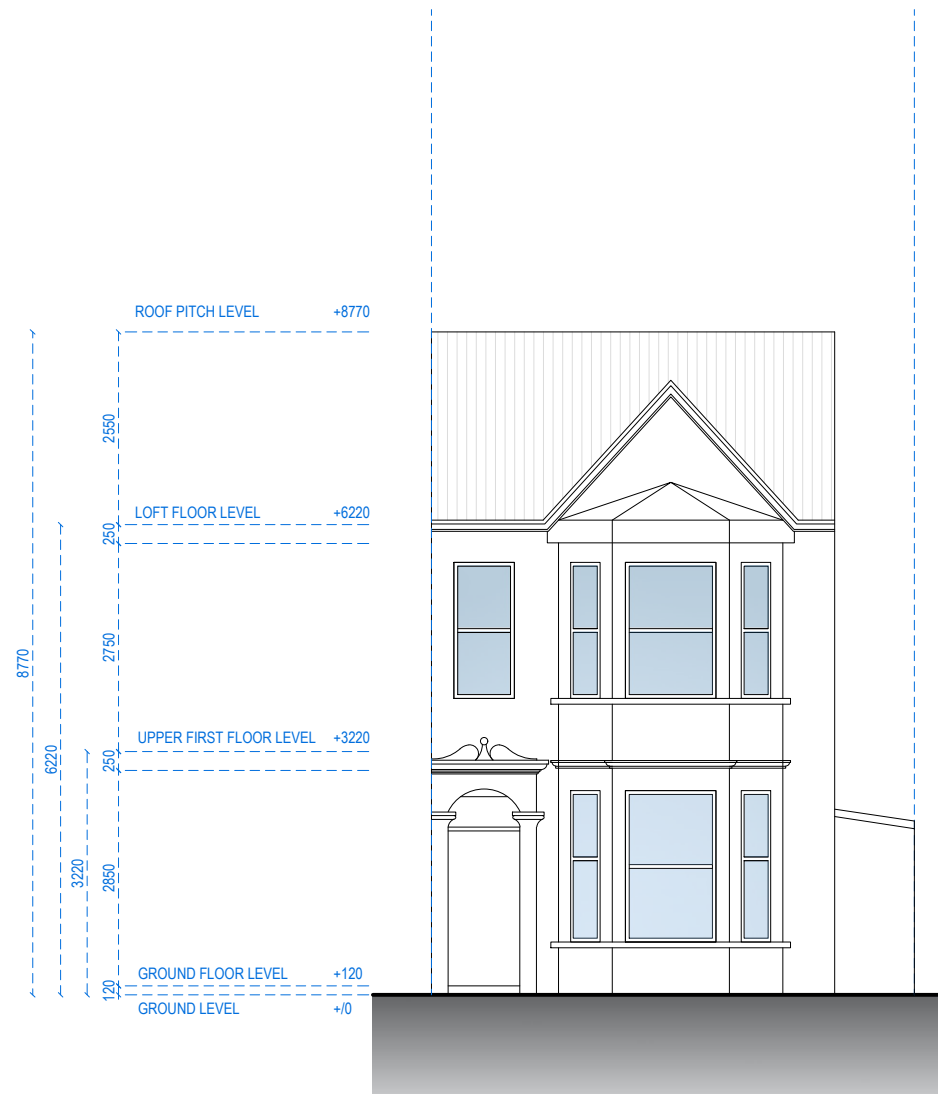 ROOF PITCH LEVEL +8770
2550
LOFT FLOOR LEVEL +6220
250
2750
8770
UPPER FIRST FLOOR LEVEL +3220
250
6220
3220
2850
GROUND FLOOR LEVEL +120
120
GROUND LEVEL +/0